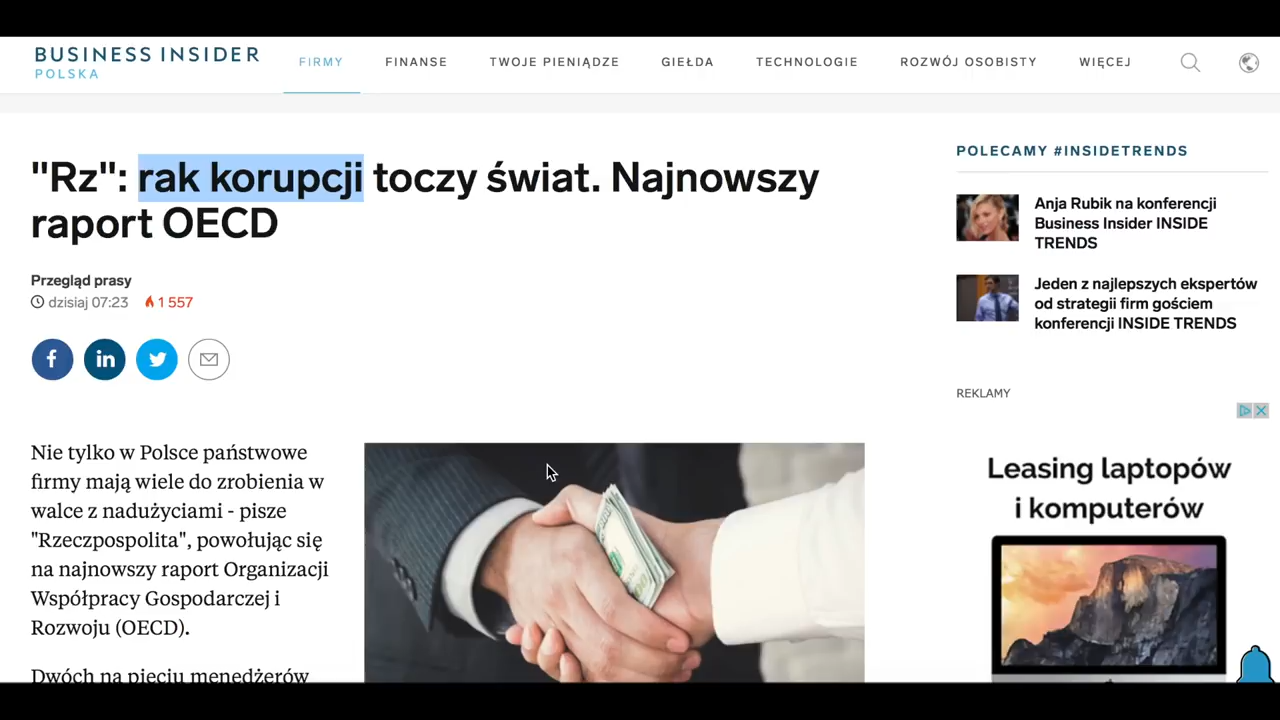 BUSINESS INSIDER
POLSKA
FIRMY
FINANSE
TWOJE PIENIĄDZE
GIEŁDA
TECHNOLOGIE
ROZWÓJ OSOBISTY
WIĘCEJ
"Rz": rak korupcji toczy świat. Najnowszy
raport OECD
Przegląd prasy
dzisiaj 07:23 1 557
Nie tylko w Polsce państwowe
firmy mają wiele do zrobienia w
walce z nadużyciami - pisze
"Rzeczpospolita", powołując się
na najnowszy raport Organizacji
Współpracy Gospodarczej i
Rozwoju (OECD).
Dwóch na pięciu menedżerów
POLECAMY #INSIDETRENDS
Anja Rubik na konferencji
Business Insider INSIDE
TRENDS
Jeden z najlepszych ekspertów
od strategii firm gościem
konferencji INSIDE TRENDS
REKLAMY
Leasing laptopów
i komputerów